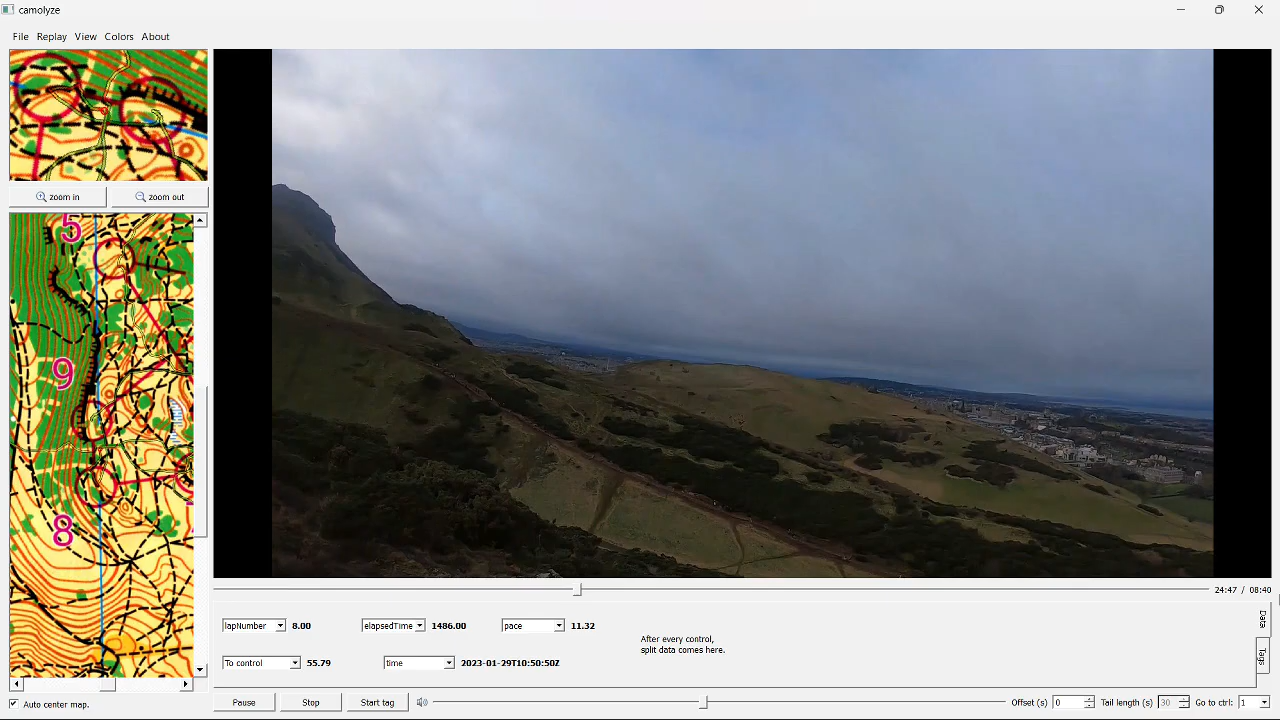 camolyze
File Replay View Colors About
zoom in zoom out
5
9
8
24:47 / 08:40
lapNumber 8.00 elapsedTime 1486.00 pace 11.32
After every control,
split data comes here.
To control 55.79 time 2023-01-29T10:50:50Z
Data
Tags
Auto center map.
Pause Stop Start tag Offset (s) 0 Tail length (s) 30 Go to ctrl: 1